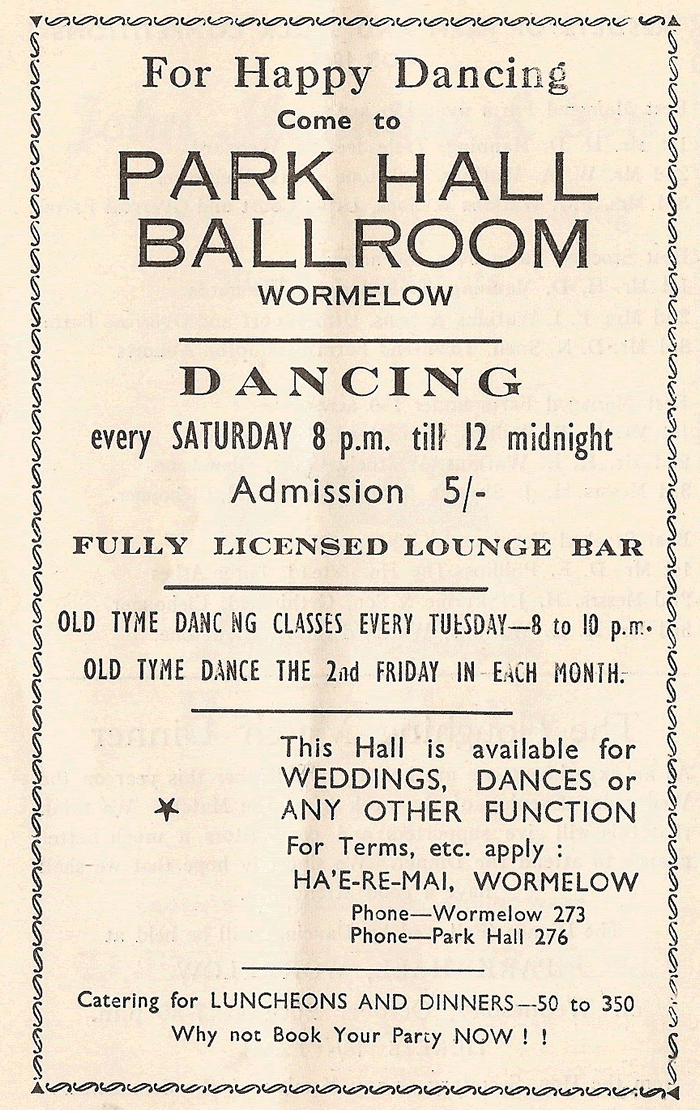 For Happy Dancing
Come to
PARK HALL
BALLROOM
WORMELOW
DANCING
every SATURDAY 8 p.m. till 12 midnight
Admission 5/-
FULLY LICENSED LOUNGE BAR
OLD TYME DANCING CLASSES EVERY TUESDAY—8 to 10 p.m.
OLD TYME DANCE THE 2nd FRIDAY IN EACH MONTH.
This Hall is available for
WEDDINGS, DANCES or
★ ANY OTHER FUNCTION
For Terms, etc. apply :
HA'E-RE-MAI, WORMELOW
Phone—Wormelow 273
Phone—Park Hall 276
Catering for LUNCHEONS AND DINNERS—50 to 350
Why not Book Your Party NOW ! !